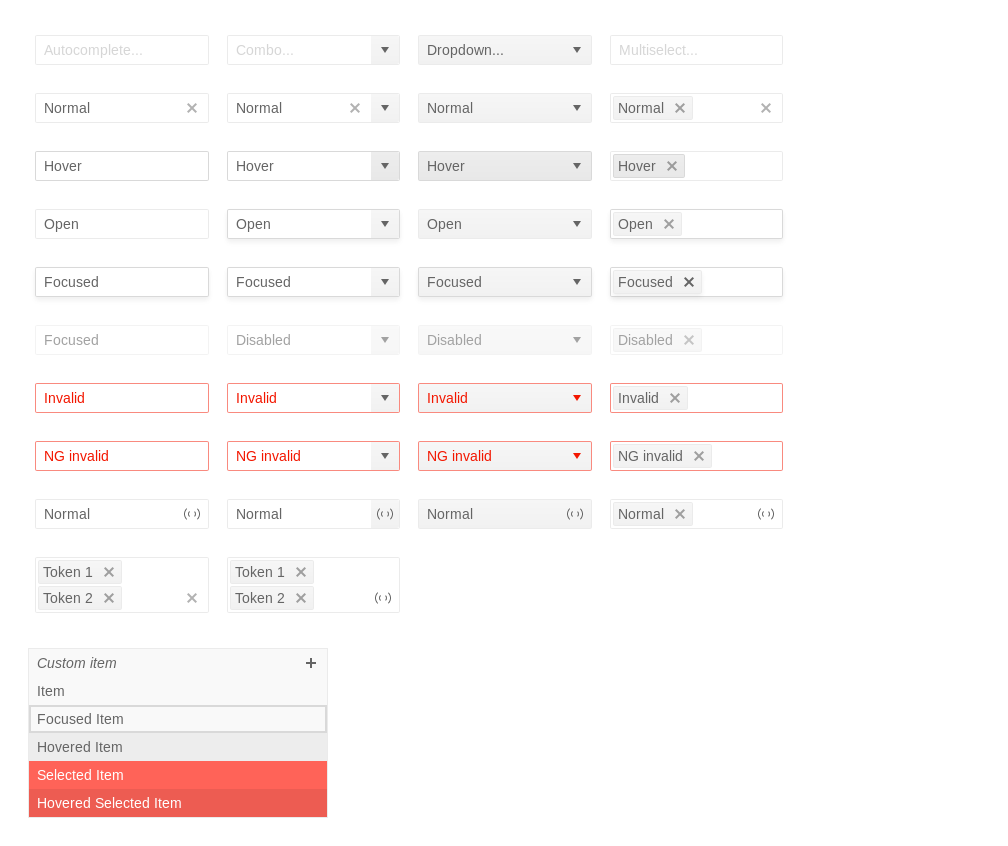 Autocomplete... Combo... Dropdown... Multiselect...
Normal Normal Normal Normal
Hover Hover Hover Hover
Open Open Open Open
Focused Focused Focused Focused
Focused Disabled Disabled Disabled
Invalid Invalid Invalid Invalid
NG invalid NG invalid NG invalid NG invalid
Normal Normal Normal Normal
Token 1 Token 1
Token 2 Token 2
Custom item
Item
Focused Item
Hovered Item
Selected Item
Hovered Selected Item